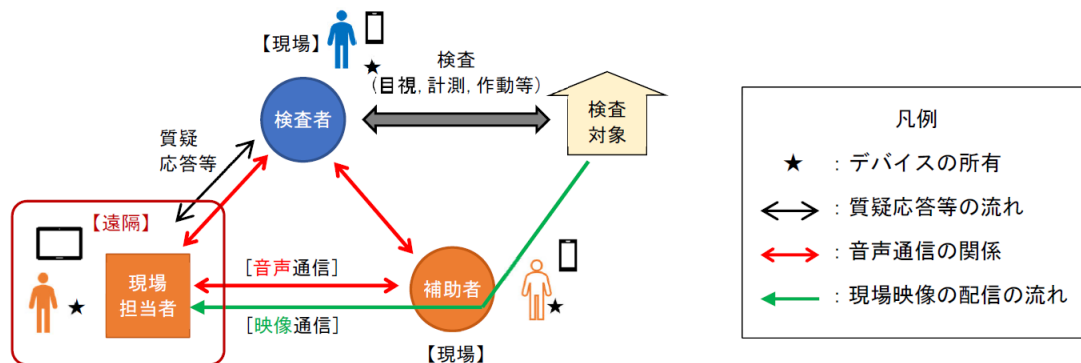 【現場】
検査
(目視,計測,作動等)
検査者
検査
対象
質疑
応答等
【遠隔】
現場
担当者
[音声通信]
[映像通信]
補助者
【現場】
凡例
★ : デバイスの所有
: 質疑応答等の流れ
: 音声通信の関係
: 現場映像の配信の流れ